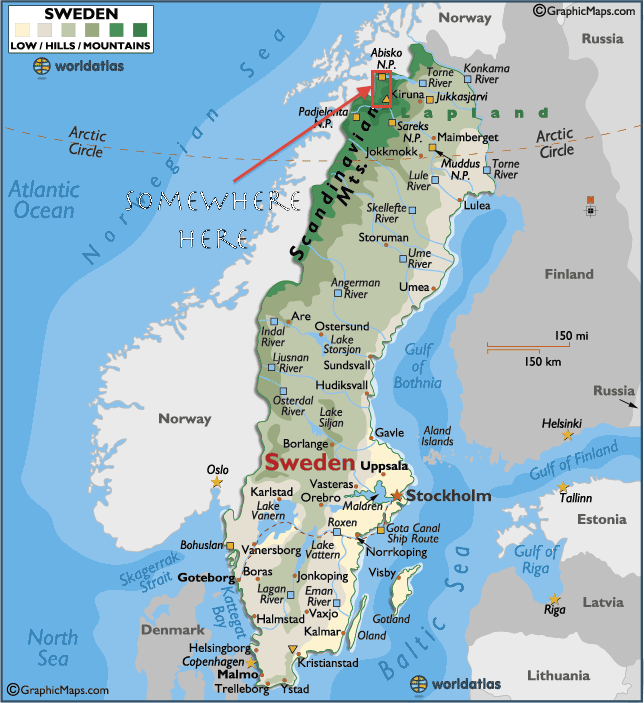 SWEDEN
LOW / HILLS / MOUNTAINS
worldatlas
©GraphicMaps.com
Norway
Russia
Abisko
N.P.
Torne
River
Konkama
River
Kiruna
Jukkasjarvi
Lapland
Padjelanta
N.P.
Sareks
N.P.
Maimberget
Arctic
Circle
Arctic
Circle
Jokkmokk
Muddus
N.P.
Torne
River
Lule
River
Lulea
Norwegian Sea
Atlantic
Ocean
SOMEWHERE
HERE
Scandinavian
Mts.
Skellefte
River
Storuman
N
Ume
River
Umea
Finland
Angerman
River
Are
Ostersund
Indal
River
Lake
Storsjon
150 mi
150 km
Ljusnan
River
Sundsvall
Gulf
of
Bothnia
Hudiksvall
Osterdal
River
Russia
Lake
Siljan
Norway
Gavle
Aland
Islands
Helsinki
Borlange
Gulf of Finland
Sweden
Uppsala
Oslo
Vasteras
Karlstad
Orebro
Malaren
Stockholm
Tallinn
Lake
Vanern
Roxen
Gota Canal
Ship Route
Estonia
Bohuslan
Vanersborg
Lake
Vattern
Norrkoping
Skagerrak
Strait
Gulf of
Riga
Goteborg
Boras
Jonkoping
Visby
Kattegat
Bay
Lagan
River
Eman
River
Gotland
Riga
Latvia
Halmstad
Vaxjo
North
Sea
Denmark
Kalmar
Oland
Baltic Sea
Helsingborg
Copenhagen
Kristianstad
Malmo
Lithuania
Trelleborg
Ystad
worldatlas
©GraphicMaps.com